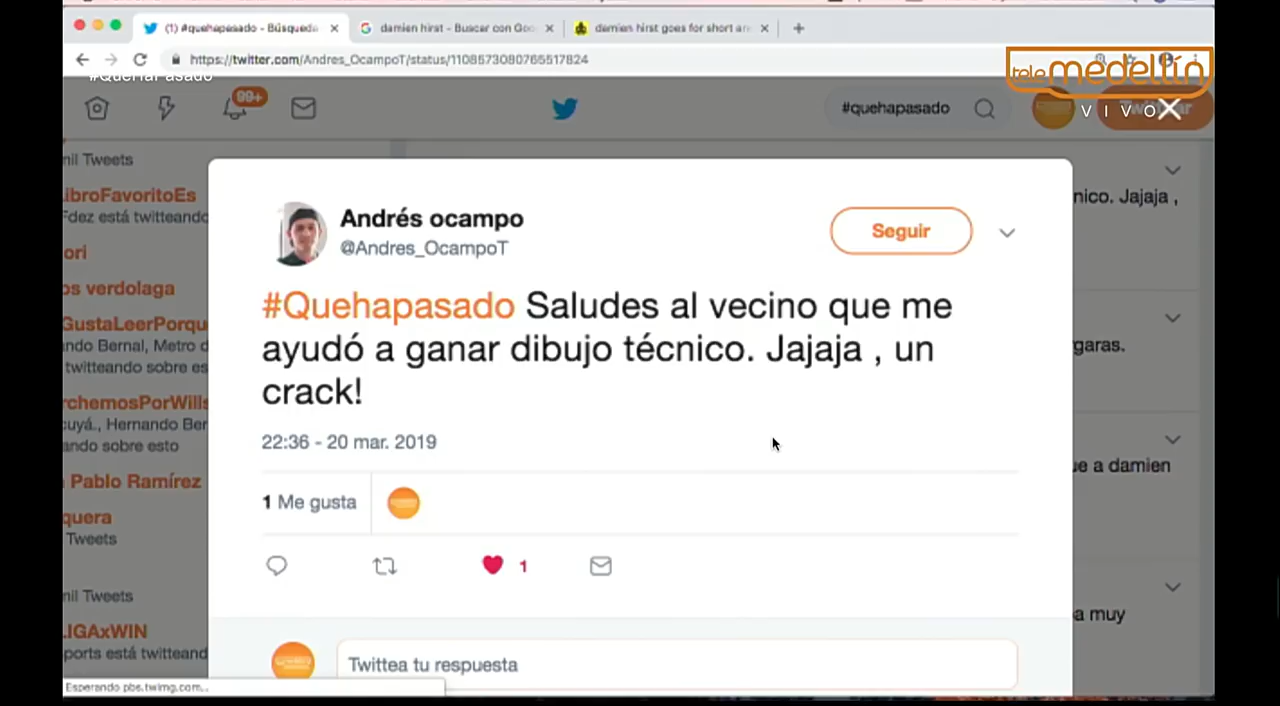 (1) #quehapasado - Búsqueda
damien hirst - Buscar con Goo
damien hirst goes for short are
https://twitter.com/Andres_OcampoT/status/1108573080765517824
#QueHaPasado
tele medellín
VIVO
99+
#quehapasado
nil Tweets
.ibroFavoritoEs
Fdez está twitteando
ori
os verdolaga
GustaLeerPorqu
ndo Bernal, Metro d
twitteando sobre es
rchemosPorWills
cuyá., Hernando Ber
ando sobre esto
Pablo Ramírez
quera
Tweets
nil Tweets
.IGAxWIN
ports está twitteand
Andrés ocampo
@Andres_OcampoT
Seguir
#Quehapasado Saludes al vecino que me
ayudó a ganar dibujo técnico. Jajaja , un
crack!
22:36 - 20 mar. 2019
1 Me gusta
1
Twittea tu respuesta
nico. Jajaja ,
garas.
ue a damien
a muy
Esperando pbs.twimg.com...